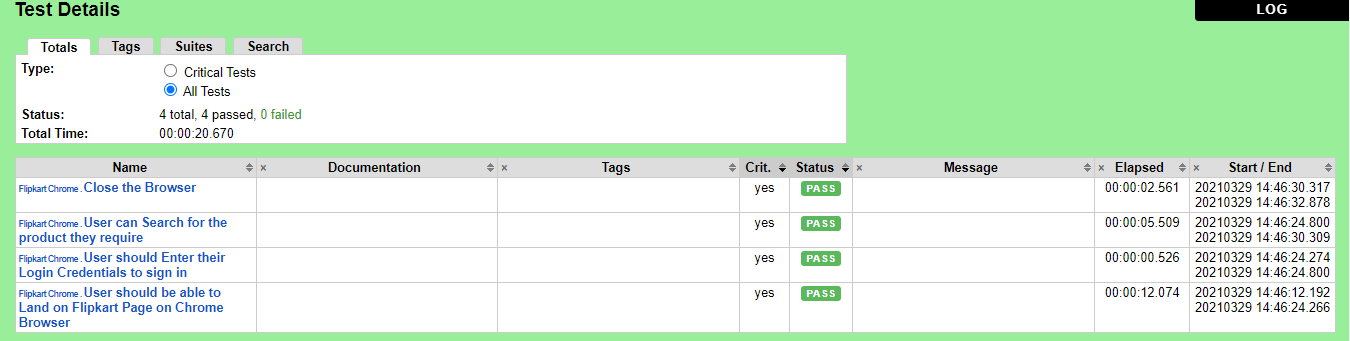 Test Details
LOG
Totals Tags Suites Search
Type: Critical Tests
All Tests
Status: 4 total, 4 passed, 0 failed
Total Time: 00:00:20.670
Name × Documentation × Tags Crit. Status × Message × Elapsed × Start / End
Flipkart Chrome . Close the Browser yes PASS 00:00:02.561 20210329 14:46:30.317
20210329 14:46:32.878
Flipkart Chrome . User can Search for the yes PASS 00:00:05.509 20210329 14:46:24.800
product they require 20210329 14:46:30.309
Flipkart Chrome . User should Enter their yes PASS 00:00:00.526 20210329 14:46:24.274
Login Credentials to sign in 20210329 14:46:24.800
Flipkart Chrome . User should be able to yes PASS 00:00:12.074 20210329 14:46:12.192
Land on Flipkart Page on Chrome 20210329 14:46:24.266
Browser